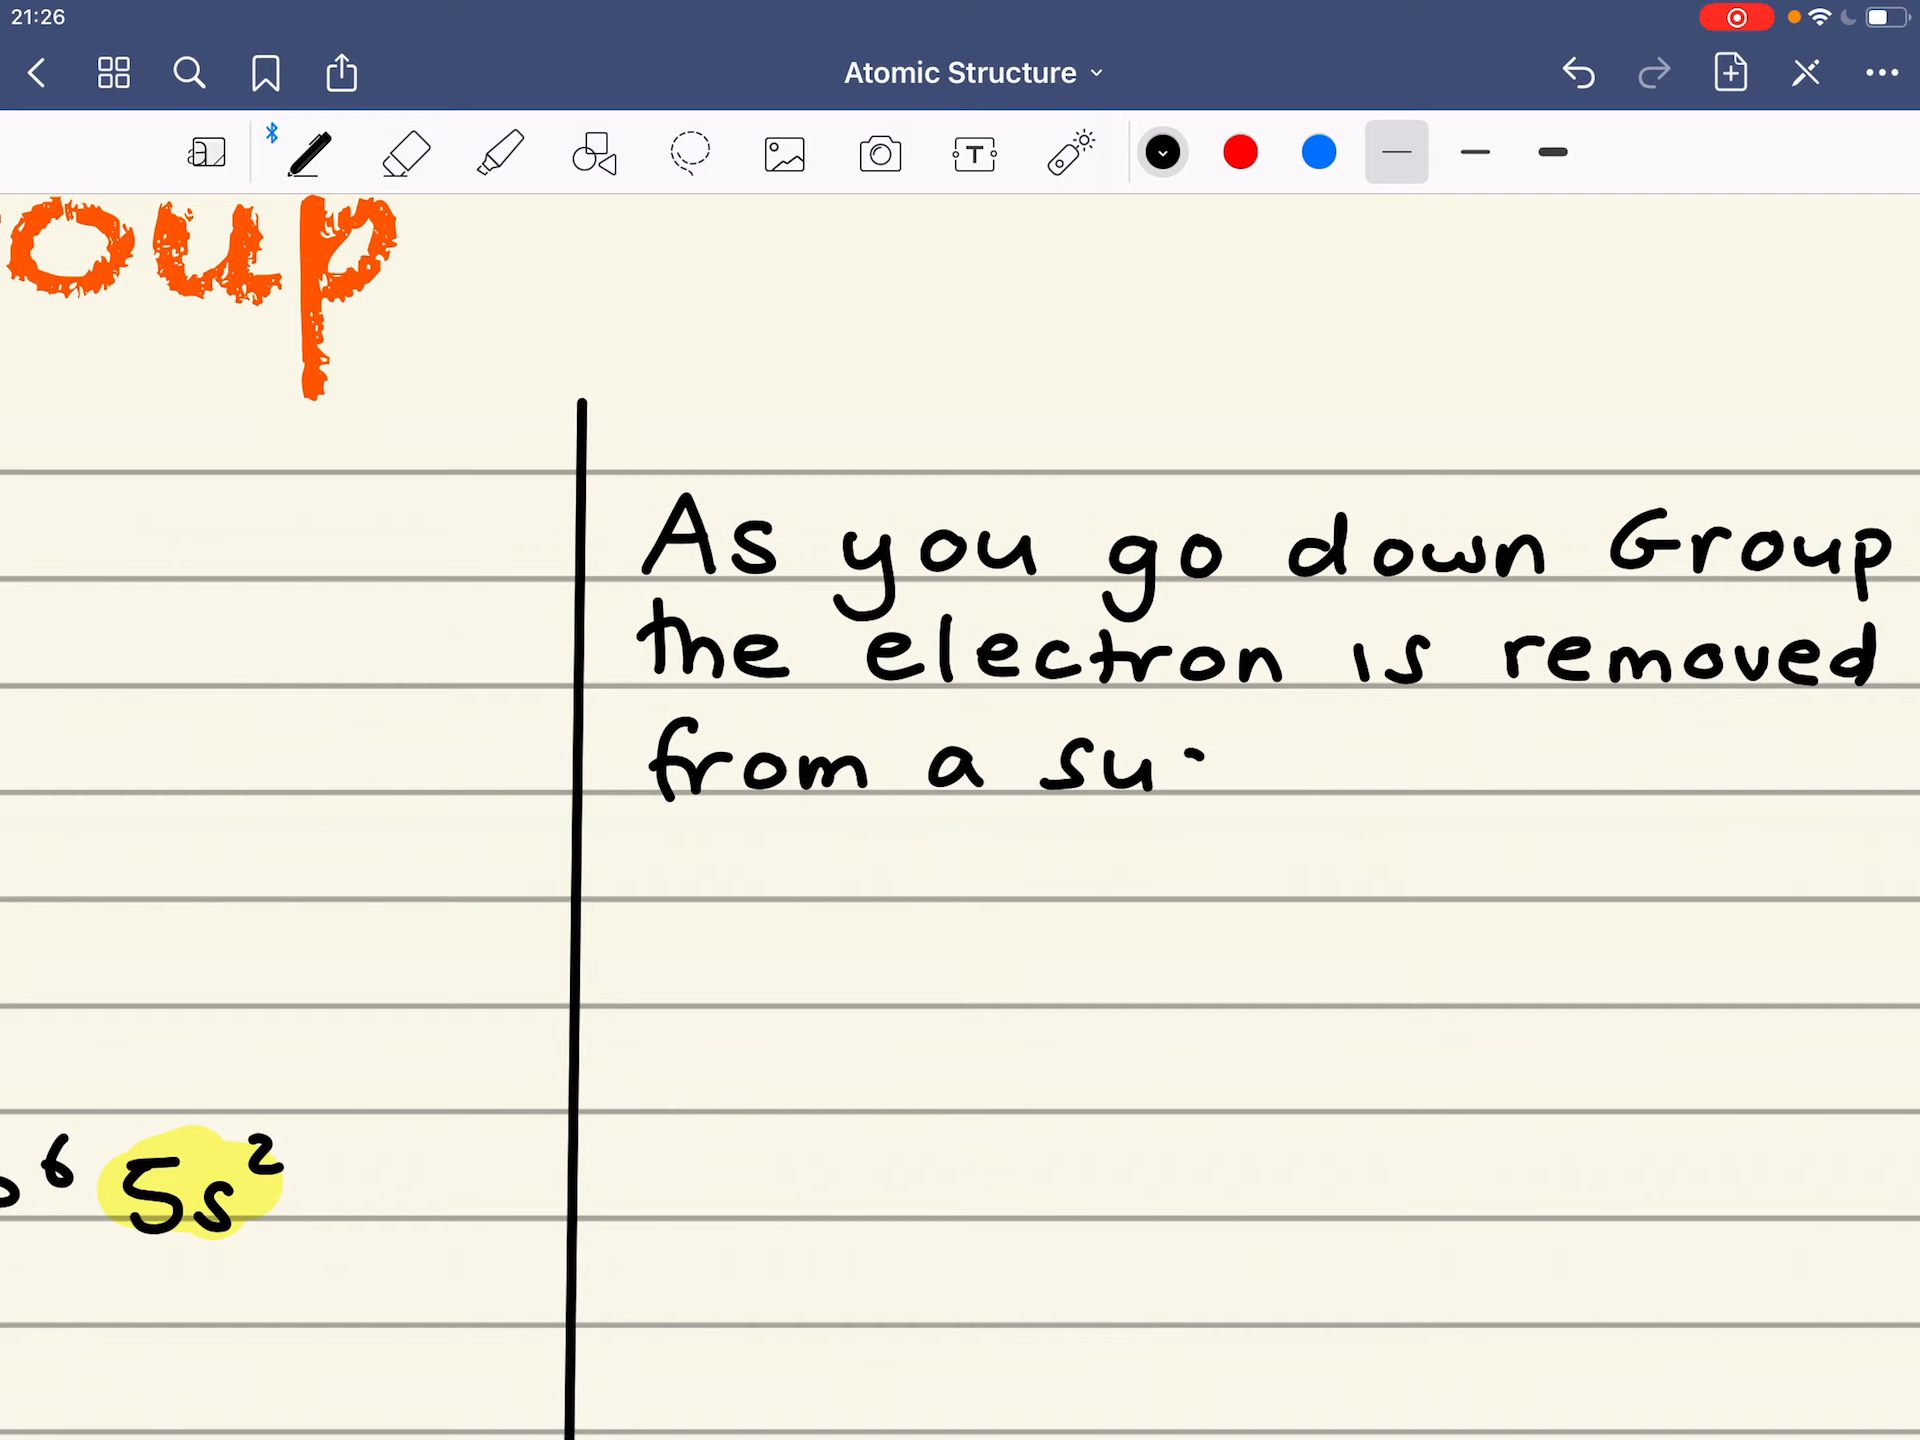 21:26
Atomic Structure
oup
As you go down Group
the electron is removed
from a su
6 5s²